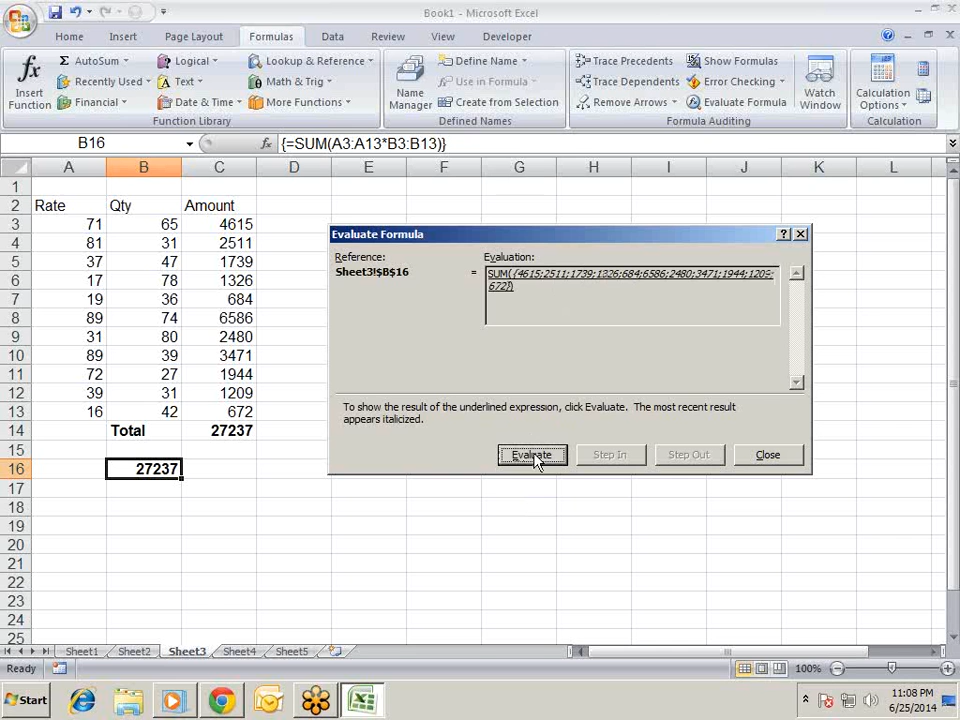 Book1 - Microsoft Excel
Home Insert Page Layout Formulas Data Review View Developer
fx Insert Function
AutoSum
Recently Used
Financial
Logical
Text
Date & Time
Lookup & Reference
Math & Trig
More Functions
Function Library
Name Manager
Define Name
Use in Formula
Create from Selection
Defined Names
Trace Precedents
Trace Dependents
Remove Arrows
Show Formulas
Error Checking
Evaluate Formula
Formula Auditing
Watch Window
Calculation Options
Calculation
B16 fx {=SUM(A3:A13*B3:B13)}
A B C D E F G H I J K L
1
2 Rate Qty Amount
3 71 65 4615
4 81 31 2511
5 37 47 1739
6 17 78 1326
7 19 36 684
8 89 74 6586
9 31 80 2480
10 89 39 3471
11 72 27 1944
12 39 31 1209
13 16 42 672
14 Total 27237
15
16 27237
17
18
19
20
21
22
23
24
25
Evaluate Formula
Reference:
Sheet3!$B$16
=
Evaluation:
SUM({4615;2511;1739;1326;684;6586;2480;3471;1944;1209;
672})
To show the result of the underlined expression, click Evaluate. The most recent result
appears italicized.
Evaluate Step In Step Out Close
Sheet1 Sheet2 Sheet3 Sheet4 Sheet5
Ready 100%
Start
11:08 PM
6/25/2014